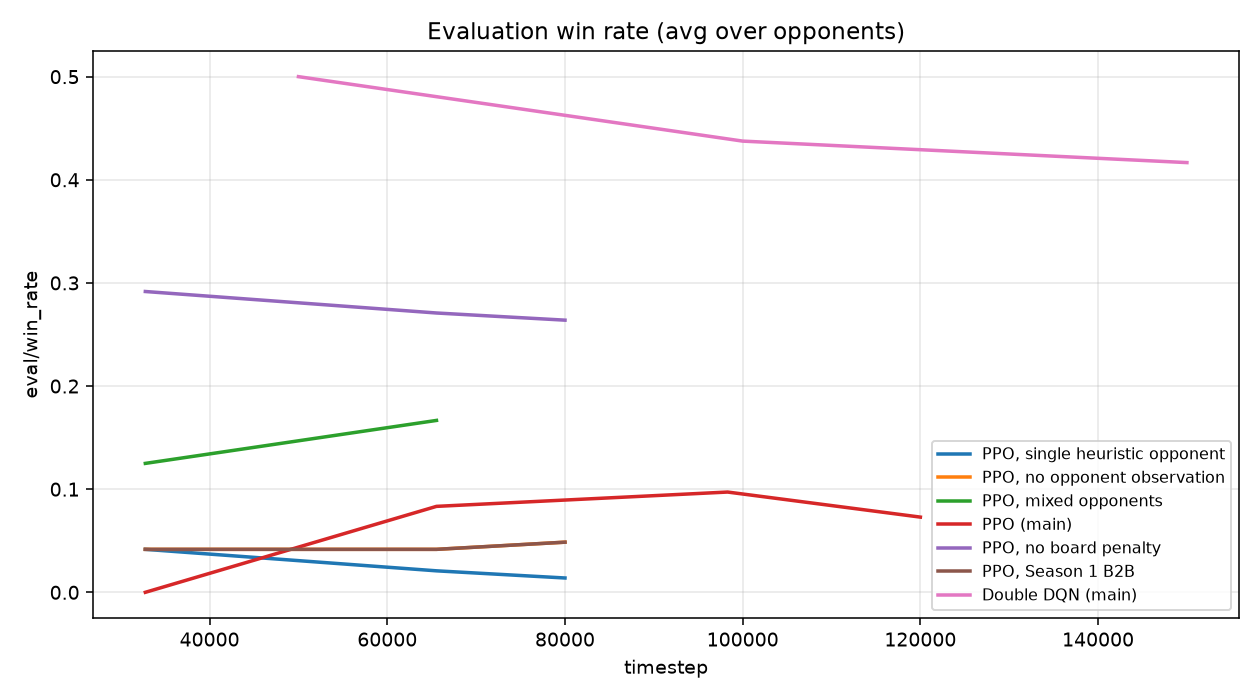 Evaluation win rate (avg over opponents)
eval/win_rate
0.5
0.4
0.3
0.2
0.1
0.0
40000 60000 80000 100000 120000 140000
timestep
PPO, single heuristic opponent
PPO, no opponent observation
PPO, mixed opponents
PPO (main)
PPO, no board penalty
PPO, Season 1 B2B
Double DQN (main)